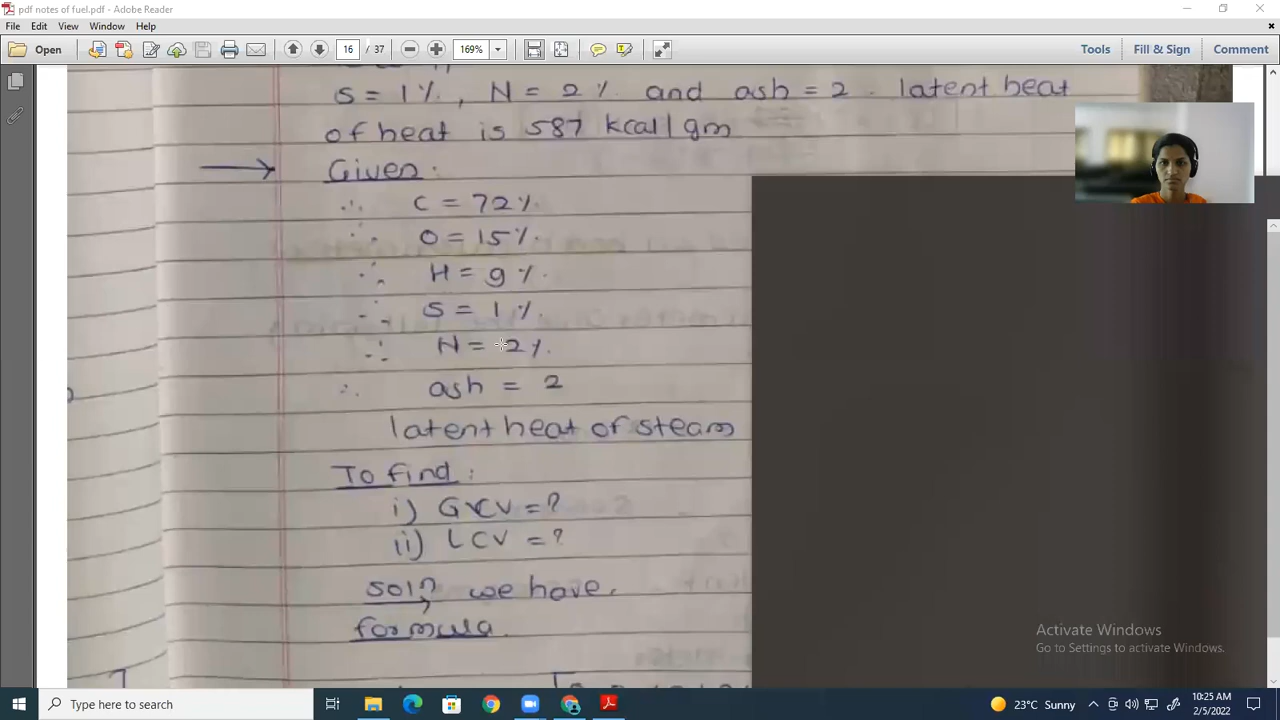 pdf notes of fuel.pdf - Adobe Reader
File Edit View Window Help
Open 16 / 37 169% Tools Fill & Sign Comment
S = 1 %. , N = 2 %. and ash = 2 . latent heat
of heat is 587 kcal/gm
Given:
∴ C = 72 %.
∴ O = 15 %.
∴ H = 9 %.
∴ S = 1 %.
∴ N = 2 %.
∴ ash = 2
latent heat of steam
To find:
i) GCV = ?
ii) LCV = ?
soln we have,
formula
Activate Windows
Go to Settings to activate Windows.
Type here to search
23°C Sunny
10:25 AM
2/5/2022